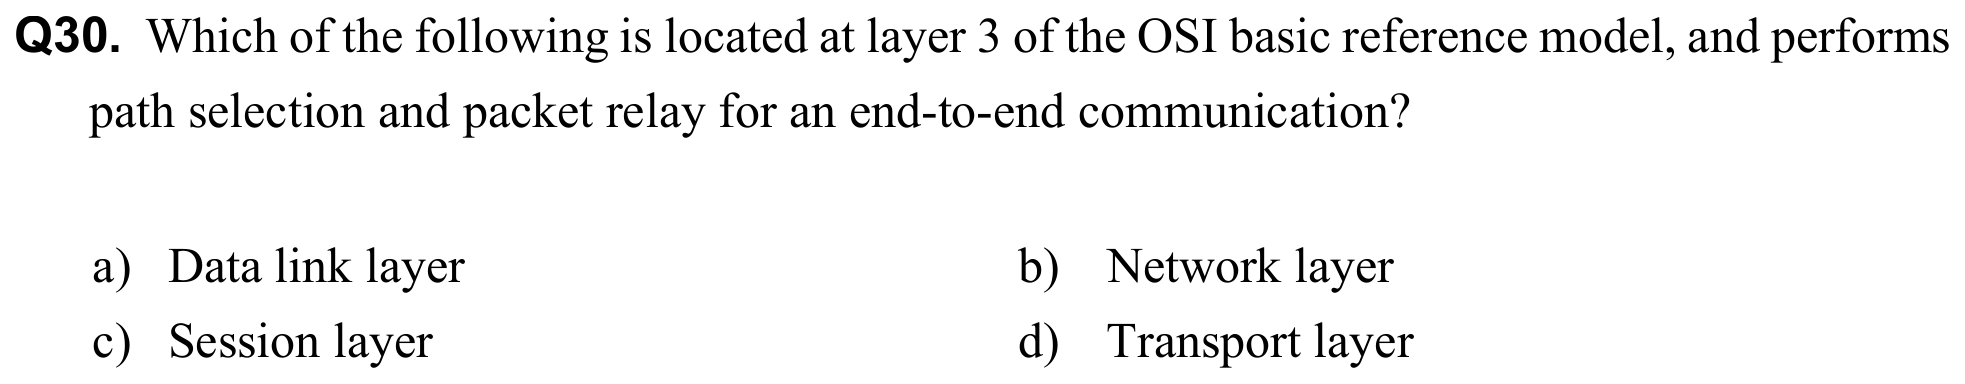 Q30. Which of the following is located at layer 3 of the OSI basic reference model, and performs
path selection and packet relay for an end-to-end communication?
a) Data link layer b) Network layer
c) Session layer d) Transport layer